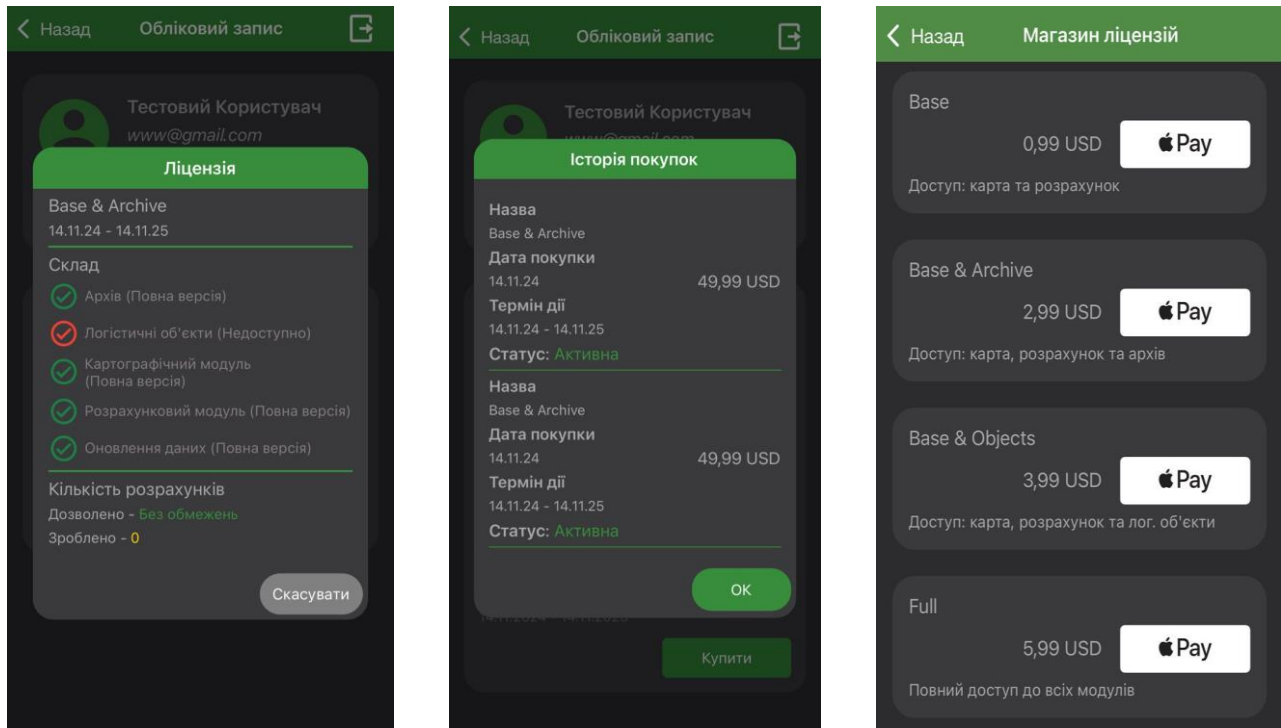 Назад Обліковий запис
Тестовий Користувач
www@gmail.com
Ліцензія
Base & Archive
14.11.24 - 14.11.25
Склад
Архів (Повна версія)
Логістичні об'єкти (Недоступно)
Картографічний модуль
(Повна версія)
Розрахунковий модуль (Повна версія)
Оновлення даних (Повна версія)
Кількість розрахунків
Дозволено - Без обмежень
Зроблено - 0
Скасувати
Назад Обліковий запис
Тестовий Користувач
www@gmail.com
Історія покупок
Назва
Base & Archive
Дата покупки
14.11.24 49,99 USD
Термін дії
14.11.24 - 14.11.25
Статус: Активна
Назва
Base & Archive
Дата покупки
14.11.24 49,99 USD
Термін дії
14.11.24 - 14.11.25
Статус: Активна
ОК
Купити
Назад Магазин ліцензій
Base
0,99 USD Pay
Доступ: карта та розрахунок
Base & Archive
2,99 USD Pay
Доступ: карта, розрахунок та архів
Base & Objects
3,99 USD Pay
Доступ: карта, розрахунок та лог. об'єкти
Full
5,99 USD Pay
Повний доступ до всіх модулів